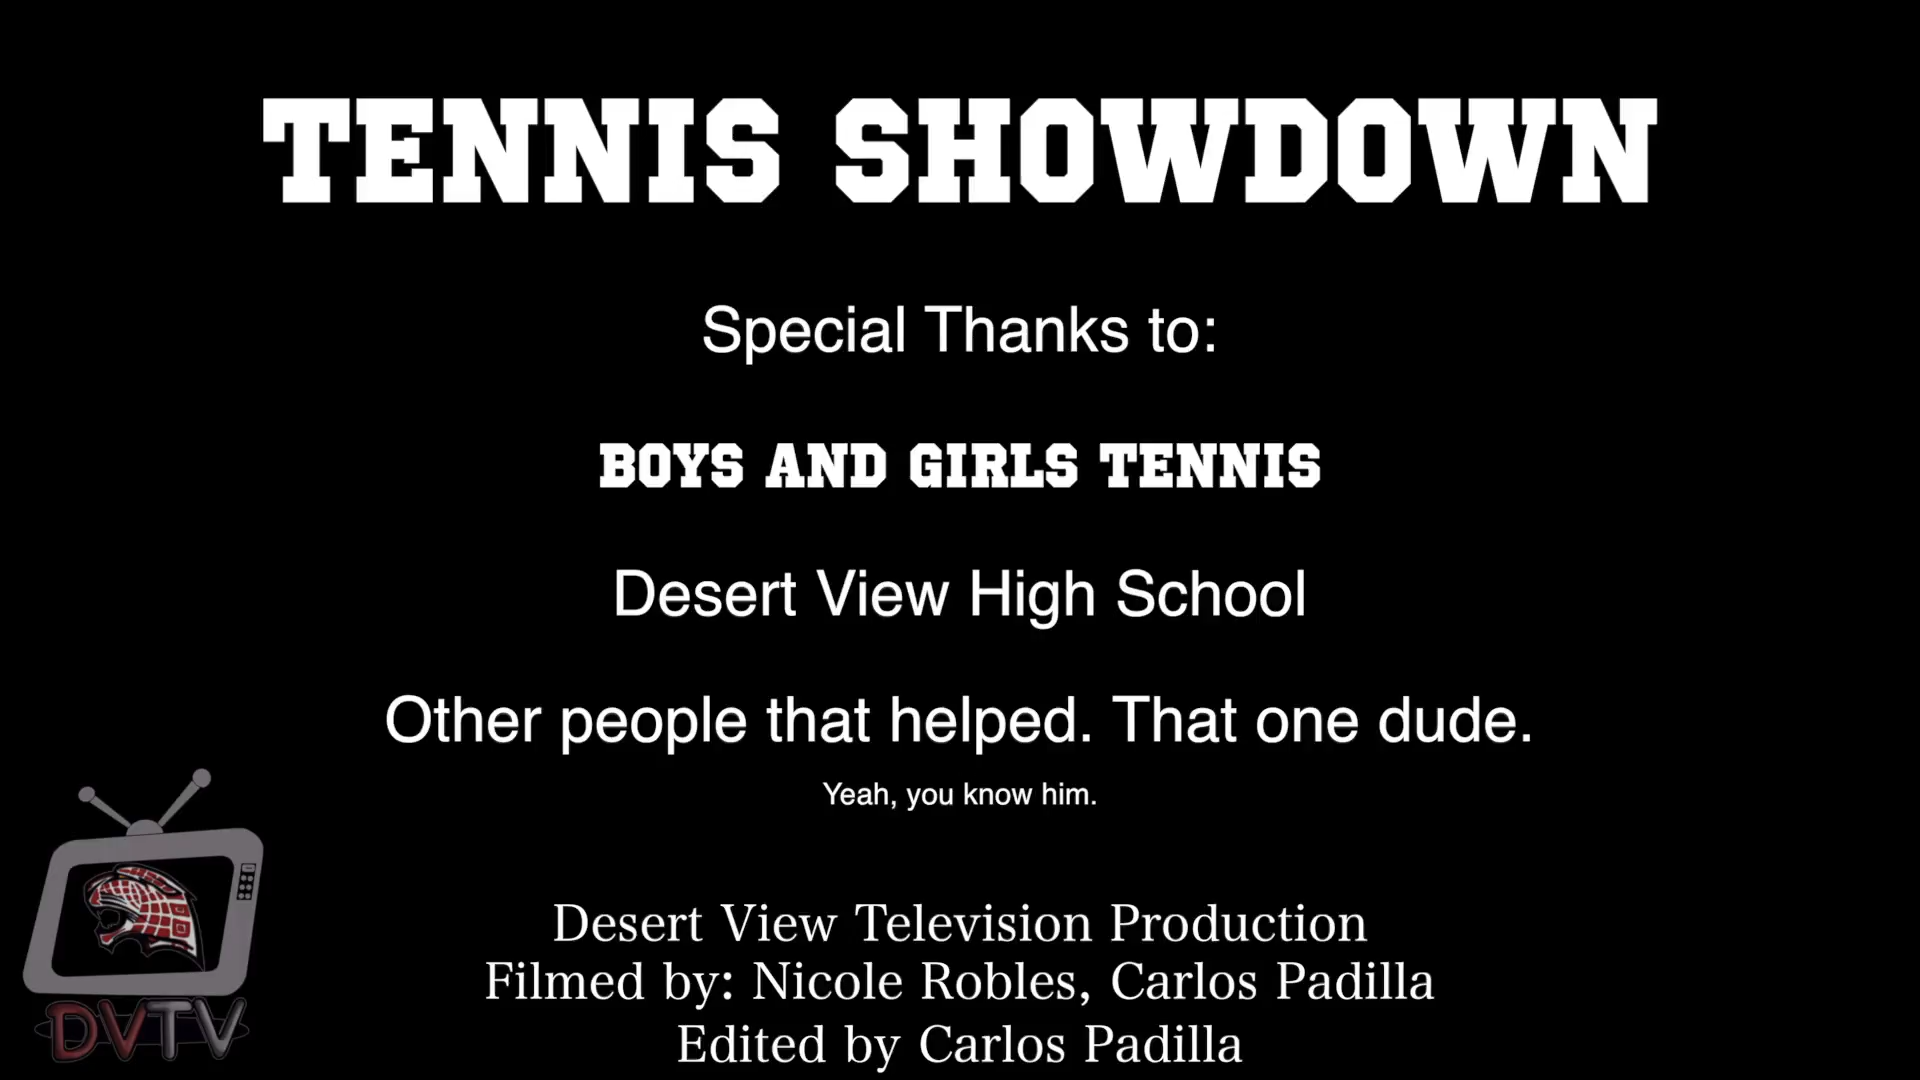 TENNIS SHOWDOWN
Special Thanks to:
BOYS AND GIRLS TENNIS
Desert View High School
Other people that helped. That one dude.
Yeah, you know him.
Desert View Television Production
Filmed by: Nicole Robles, Carlos Padilla
Edited by Carlos Padilla
DVTV